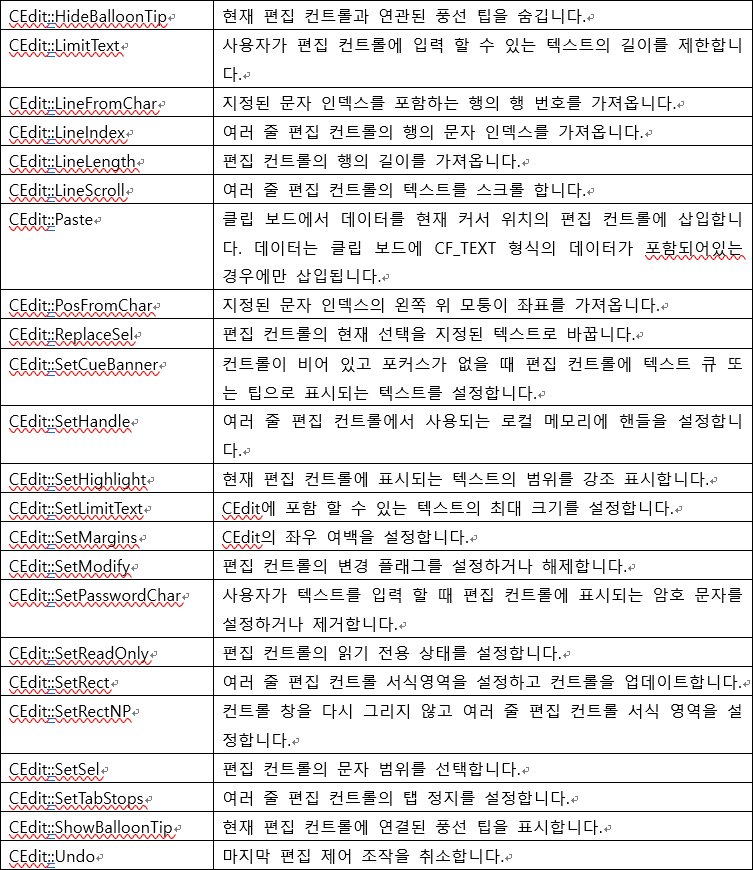 CEdit::HideBalloonTip 현재 편집 컨트롤과 연관된 풍선 팁을 숨깁니다.
CEdit::LimitText 사용자가 편집 컨트롤에 입력 할 수 있는 텍스트의 길이를 제한합니
다.
CEdit::LineFromChar 지정된 문자 인덱스를 포함하는 행의 행 번호를 가져옵니다.
CEdit::LineIndex 여러 줄 편집 컨트롤의 행의 문자 인덱스를 가져옵니다.
CEdit::LineLength 편집 컨트롤의 행의 길이를 가져옵니다.
CEdit::LineScroll 여러 줄 편집 컨트롤의 텍스트를 스크롤 합니다.
CEdit::Paste 클립 보드에서 데이터를 현재 커서 위치의 편집 컨트롤에 삽입합니
다. 데이터는 클립 보드에 CF_TEXT 형식의 데이터가 포함되어있는
경우에만 삽입됩니다.
CEdit::PosFromChar 지정된 문자 인덱스의 왼쪽 위 모퉁이 좌표를 가져옵니다.
CEdit::ReplaceSel 편집 컨트롤의 현재 선택을 지정된 텍스트로 바꿉니다.
CEdit::SetCueBanner 컨트롤이 비어 있고 포커스가 없을 때 편집 컨트롤에 텍스트 큐 또
는 팁으로 표시되는 텍스트를 설정합니다.
CEdit::SetHandle 여러 줄 편집 컨트롤에서 사용되는 로컬 메모리에 핸들을 설정합니
다.
CEdit::SetHighlight 현재 편집 컨트롤에 표시되는 텍스트의 범위를 강조 표시합니다.
CEdit::SetLimitText CEdit에 포함 할 수 있는 텍스트의 최대 크기를 설정합니다.
CEdit::SetMargins CEdit의 좌우 여백을 설정합니다.
CEdit::SetModify 편집 컨트롤의 변경 플래그를 설정하거나 해제합니다.
CEdit::SetPasswordChar 사용자가 텍스트를 입력 할 때 편집 컨트롤에 표시되는 암호 문자를
설정하거나 제거합니다.
CEdit::SetReadOnly 편집 컨트롤의 읽기 전용 상태를 설정합니다.
CEdit::SetRect 여러 줄 편집 컨트롤 서식영역을 설정하고 컨트롤을 업데이트합니다.
CEdit::SetRectNP 컨트롤 창을 다시 그리지 않고 여러 줄 편집 컨트롤 서식 영역을 설
정합니다.
CEdit::SetSel 편집 컨트롤의 문자 범위를 선택합니다.
CEdit::SetTabStops 여러 줄 편집 컨트롤의 탭 정지를 설정합니다.
CEdit::ShowBalloonTip 현재 편집 컨트롤에 연결된 풍선 팁을 표시합니다.
CEdit::Undo 마지막 편집 제어 조작을 취소합니다.